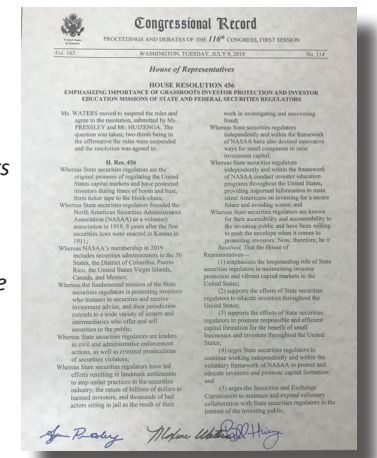 Congressional Record
PROCEEDINGS AND DEBATES OF THE 116th CONGRESS, FIRST SESSION
Vol. 165
WASHINGTON, TUESDAY, JULY 9, 2019
No. 114
House of Representatives
HOUSE RESOLUTION 456
EMPHASIZING IMPORTANCE OF GRASSROOTS INVESTOR PROTECTION AND INVESTOR
EDUCATION MISSIONS OF STATE AND FEDERAL SECURITIES REGULATORS
Ms. WATERS moved to suspend the rules and
agree to the resolution, submitted by Ms.
PRESSLEY and Mr. HUIZENGA. The
question was taken; two-thirds being in
the affirmative the rules were suspended
and the resolution was agreed to.
H. Res. 456
Whereas State securities regulators are the
original pioneers of regulating the United
States capital markets and have protected
investors during times of boom and bust,
from ticker tape to the block-chain;
Whereas State securities regulators founded the
North American Securities Administrators
Association (NASAA) as a voluntary
association in 1919, 8 years after the first
securities laws were enacted in Kansas in
1911;
Whereas NASAA's membership in 2019
includes securities administrators in the 50
States, the District of Columbia, Puerto
Rico, the United States Virgin Islands,
Canada, and Mexico;
Whereas the fundamental mission of the State
securities regulators is protecting investors
who transact in securities and receive
investment advice, and their jurisdiction
extends to a wide variety of issuers and
intermediaries who offer and sell
securities to the public;
Whereas State securities regulators are leaders
in civil and administrative enforcement
actions, as well as criminal prosecutions
of securities violators;
Whereas State securities regulators have led
efforts resulting in landmark settlements
to stop unfair practices in the securities
industry, the return of billions of dollars to
harmed investors, and thousands of bad
actors sitting in jail as the result of their
work in investigating and uncovering
fraud;
Whereas State securities regulators
independently and within the framework
of NASAA have also devised innovative
ways for small companies to raise
investment capital;
Whereas State securities regulators
independently and within the framework
of NASAA conduct investor education
programs throughout the United States,
providing important information to main
street Americans on investing for a secure
future and avoiding scams; and
Whereas State securities regulators are known
for their accessibility and accountability to
the investing public and have been willing
to push the envelope when it comes to
protecting investors: Now, therefore, be it
Resolved, That the House of
Representatives—
(1) emphasizes the longstanding role of State
securities regulators in maintaining investor
protection and vibrant capital markets in the
United States;
(2) supports the efforts of State securities
regulators to educate investors throughout the
United States;
(3) supports the efforts of State securities
regulators to promote responsible and efficient
capital formation for the benefit of small
businesses and investors throughout the United
States;
(4) urges State securities regulators to
continue working independently and within the
voluntary framework of NASAA to protect and
educate investors and promote capital formation;
and
(5) urges the Securities and Exchange
Commission to maintain and expand voluntary
collaboration with State securities regulators in the
interest of the investing public.
Maxine Waters